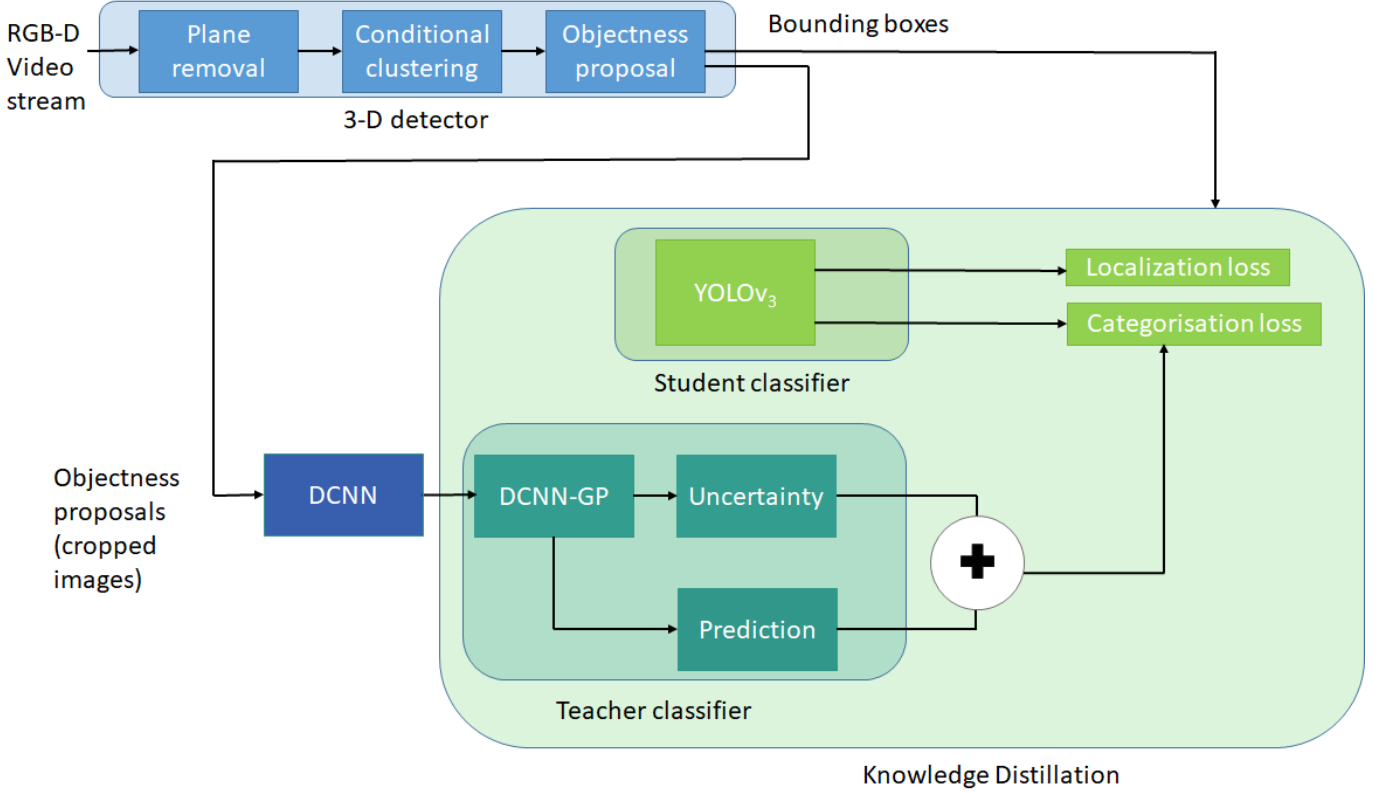 RGB-D
Video
stream
Plane
removal
Conditional
clustering
Objectness
proposal
Bounding boxes
3-D detector
YOLOv3
Localization loss
Categorisation loss
Student classifier
Objectness
proposals
(cropped
images)
DCNN
DCNN-GP
Uncertainty
Prediction
Teacher classifier
Knowledge Distillation